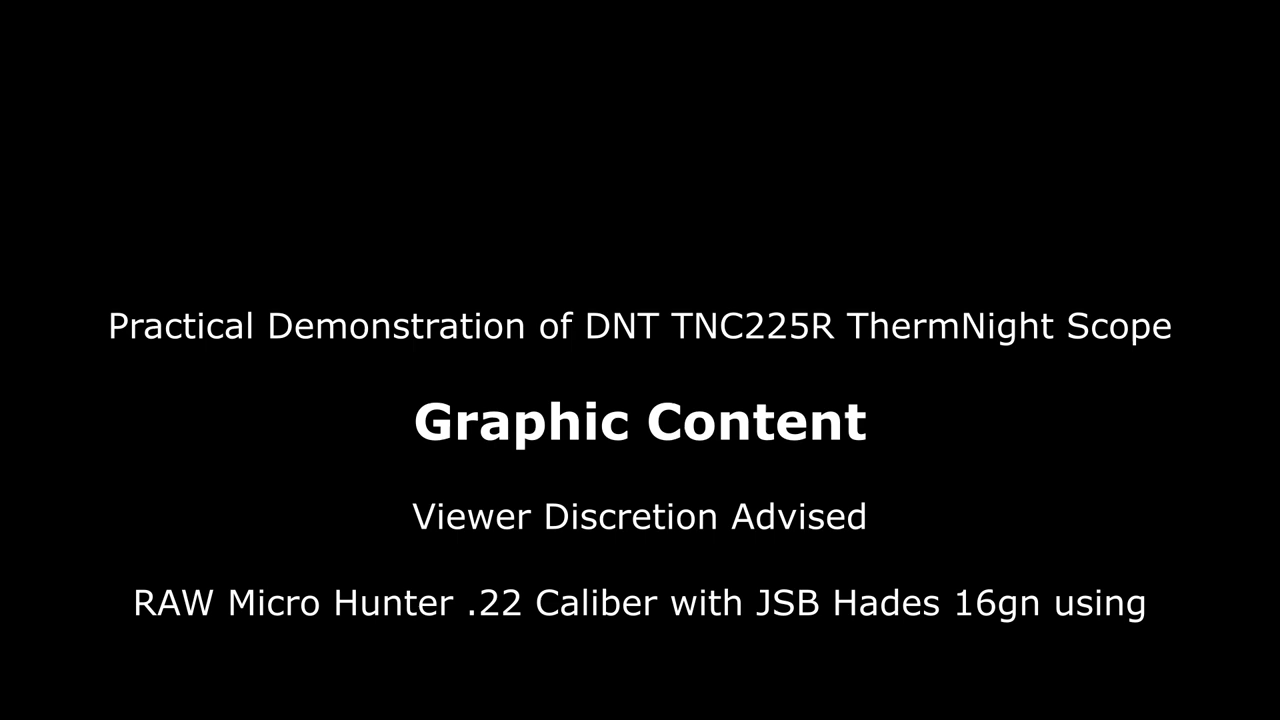 Practical Demonstration of DNT TNC225R ThermNight Scope
Graphic Content
Viewer Discretion Advised
RAW Micro Hunter .22 Caliber with JSB Hades 16gn using